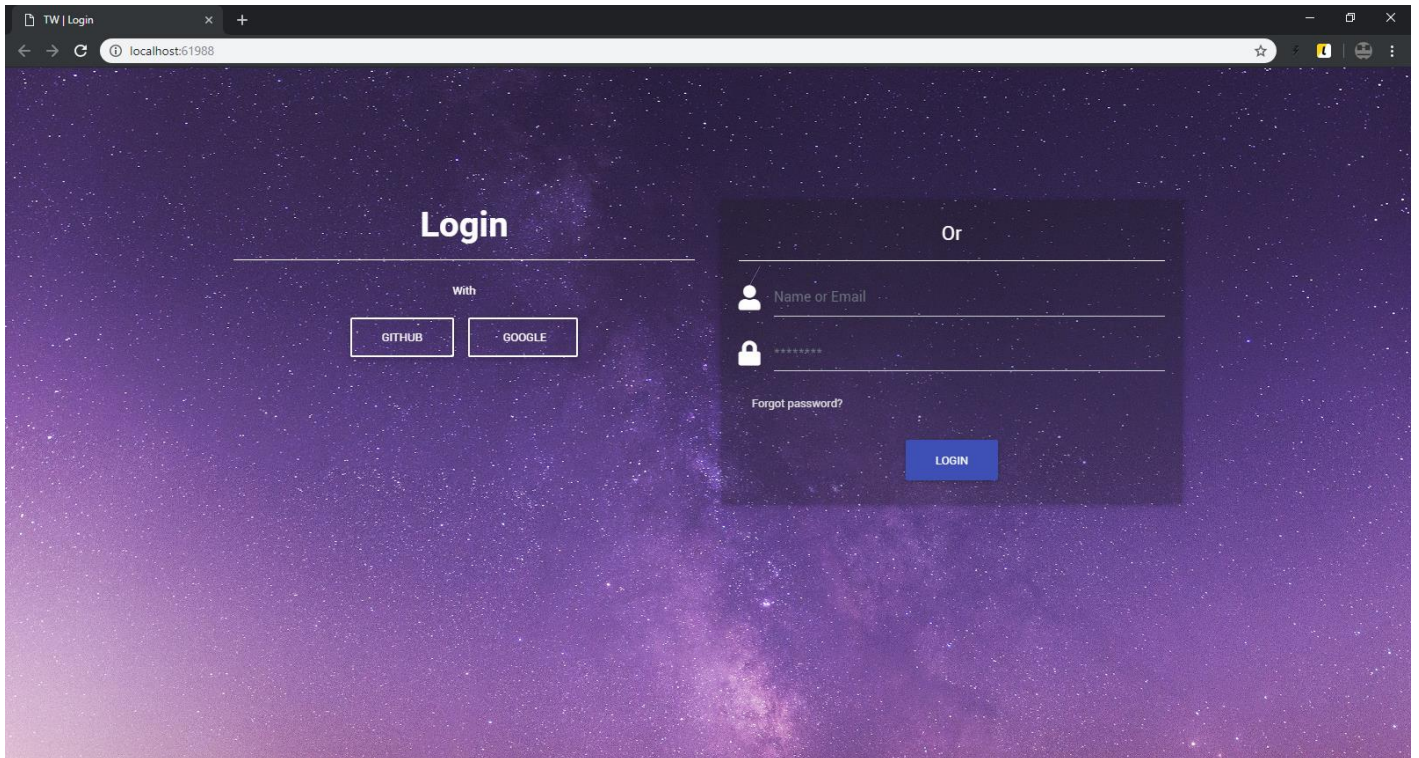 TW | Login
localhost:61988
Login
With
GITHUB GOOGLE
Or
Name or Email
********
Forgot password?
LOGIN